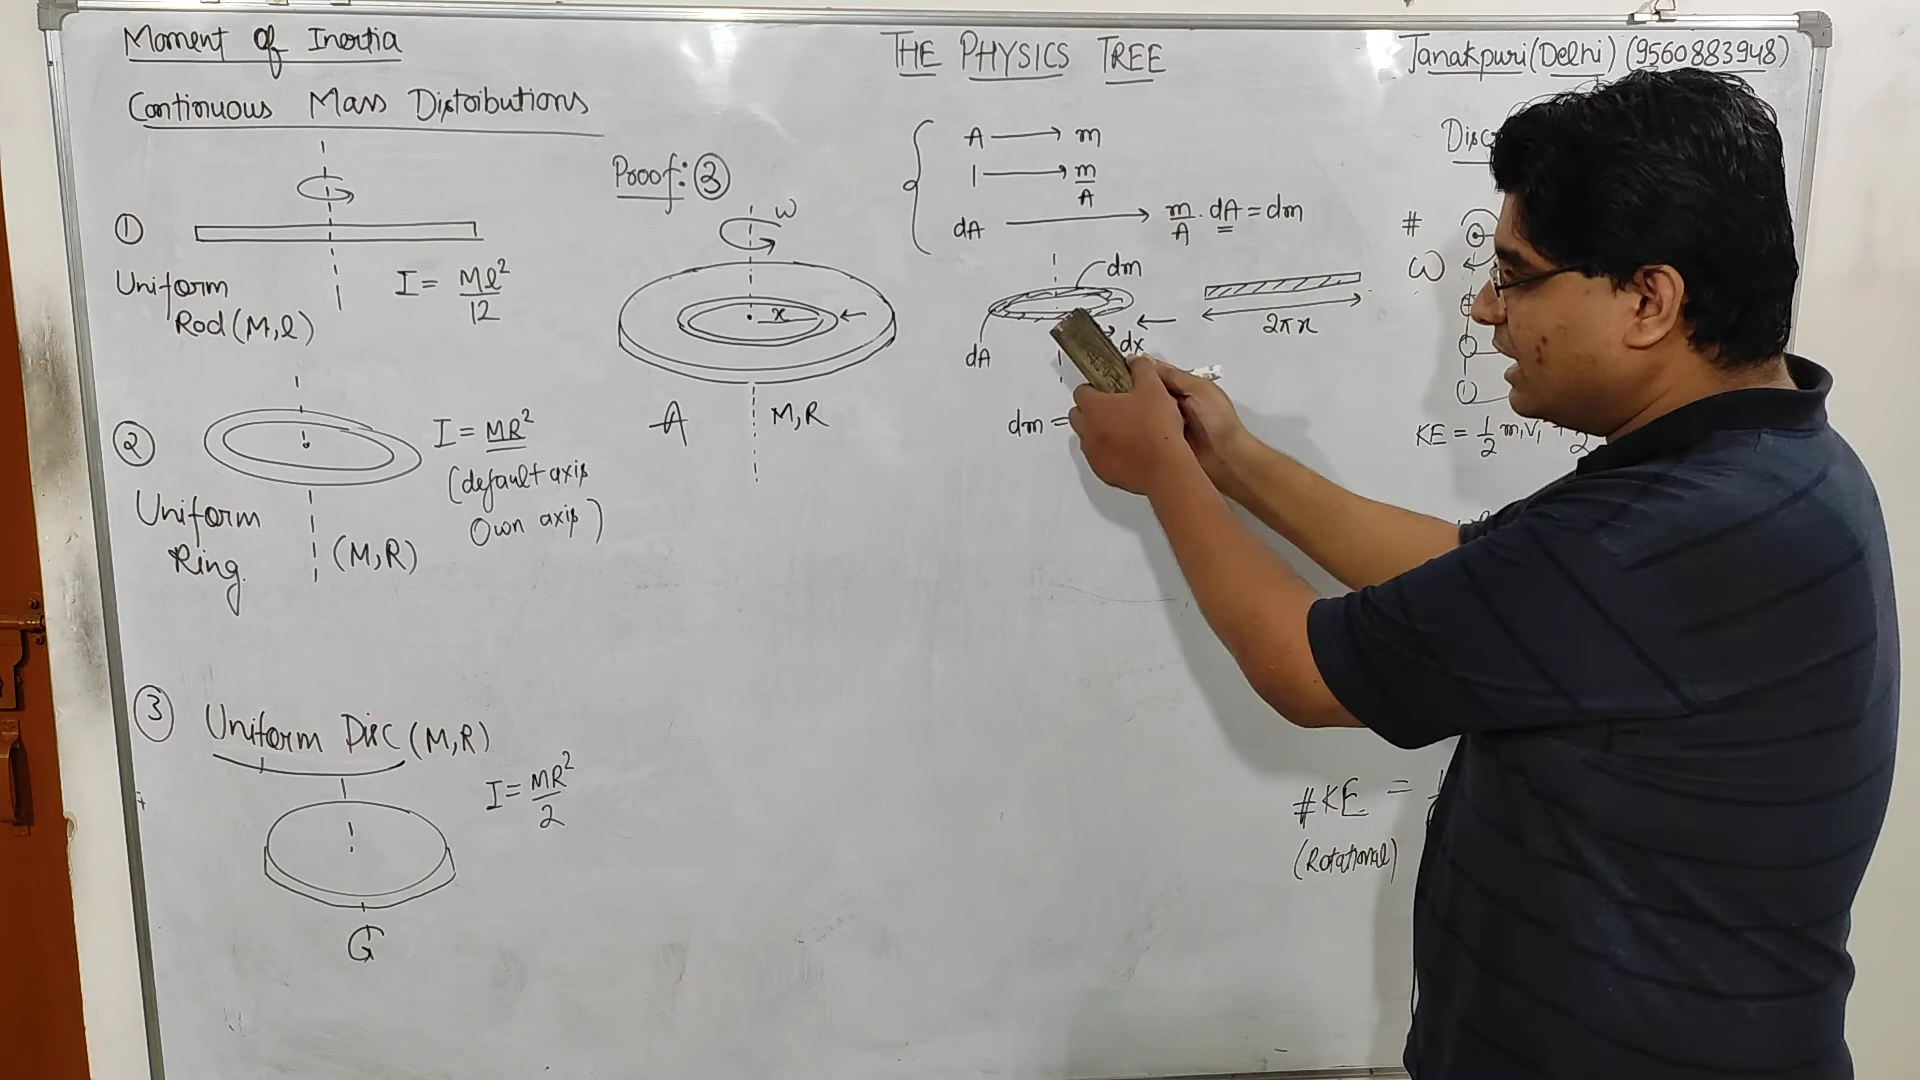 Moment of Inertia
Continuous Mass Distributions
①
Uniform
Rod (M,l)
I = Ml²/12
②
Uniform
Ring.
(M,R)
I = MR²
(default axis
Own axis)
③ Uniform Disc (M,R)
I = MR²/2
G
THE PHYSICS TREE
Proof: ③
ω
x
A
M, R
A → m
1 → m/A
dA → m/A . dA = dm
dm
dA
dx
2πx
dm =
Janakpuri (Delhi) (9560883948)
#
ω
KE = 1/2 m₁v₁ +
# KE =
(Rotational)